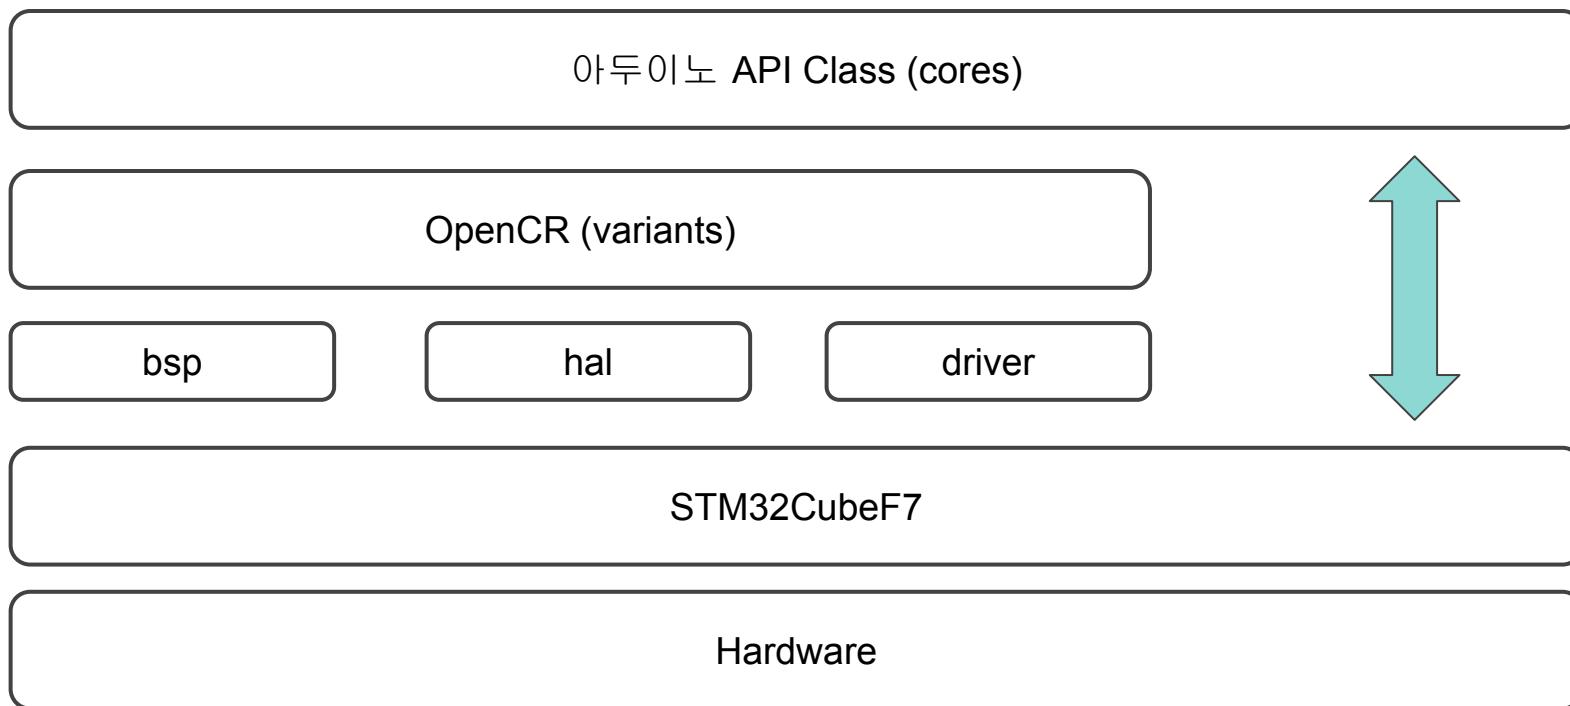 아두이노 API Class (cores)
OpenCR (variants)
bsp
hal
driver
STM32CubeF7
Hardware